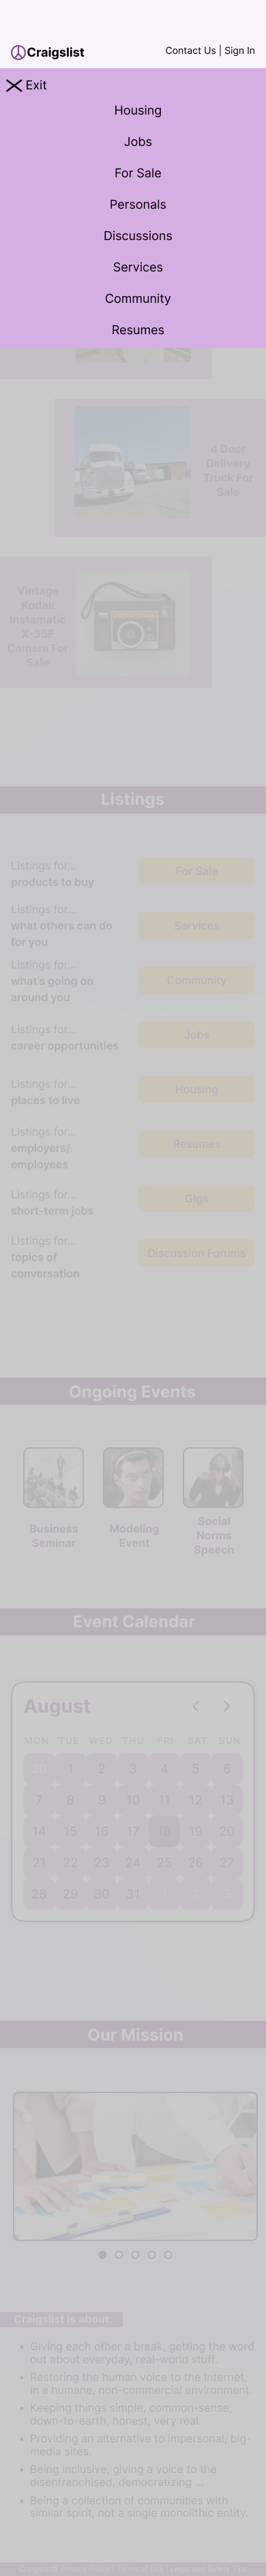 Craigslist
Contact Us | Sign In
Exit
Housing
Jobs
For Sale
Personals
Discussions
Services
Community
Resumes
4 Door
Delivery
Truck For
Sale
Vintage
Kodak
Instamatic
X-35F
Camera For
Sale
Listings
Listings for...
products to buy
For Sale
Listings for...
what others can do
for you
Services
Listings for...
what's going on
around you
Community
Listings for...
career opportunities
Jobs
Listings for...
places to live
Housing
Listings for...
employers/
employees
Resumes
Listings for...
short-term jobs
Gigs
Listings for...
topics of
conversation
Discussion Forums
Ongoing Events
Business
Seminar
Modeling
Event
Social
Norms
Speech
Event Calendar
August
MON TUE WED THU FRI SAT SUN
30 1 2 3 4 5 6
7 8 9 10 11 12 13
14 15 16 17 18 19 20
21 22 23 24 25 26 27
28 29 30 31 1 2 3
Our Mission
Craigslist is about:
• Giving each other a break, getting the word
out about everyday, real-world stuff.
• Restoring the human voice to the Internet,
in a humane, non-commercial environment.
• Keeping things simple, common-sense,
down-to-earth, honest, very real.
• Providing an alternative to impersonal, big-
media sites.
• Being inclusive, giving a voice to the
disenfranchised, democratizing ...
• Being a collection of communities with
similar spirit, not a single monolithic entity.